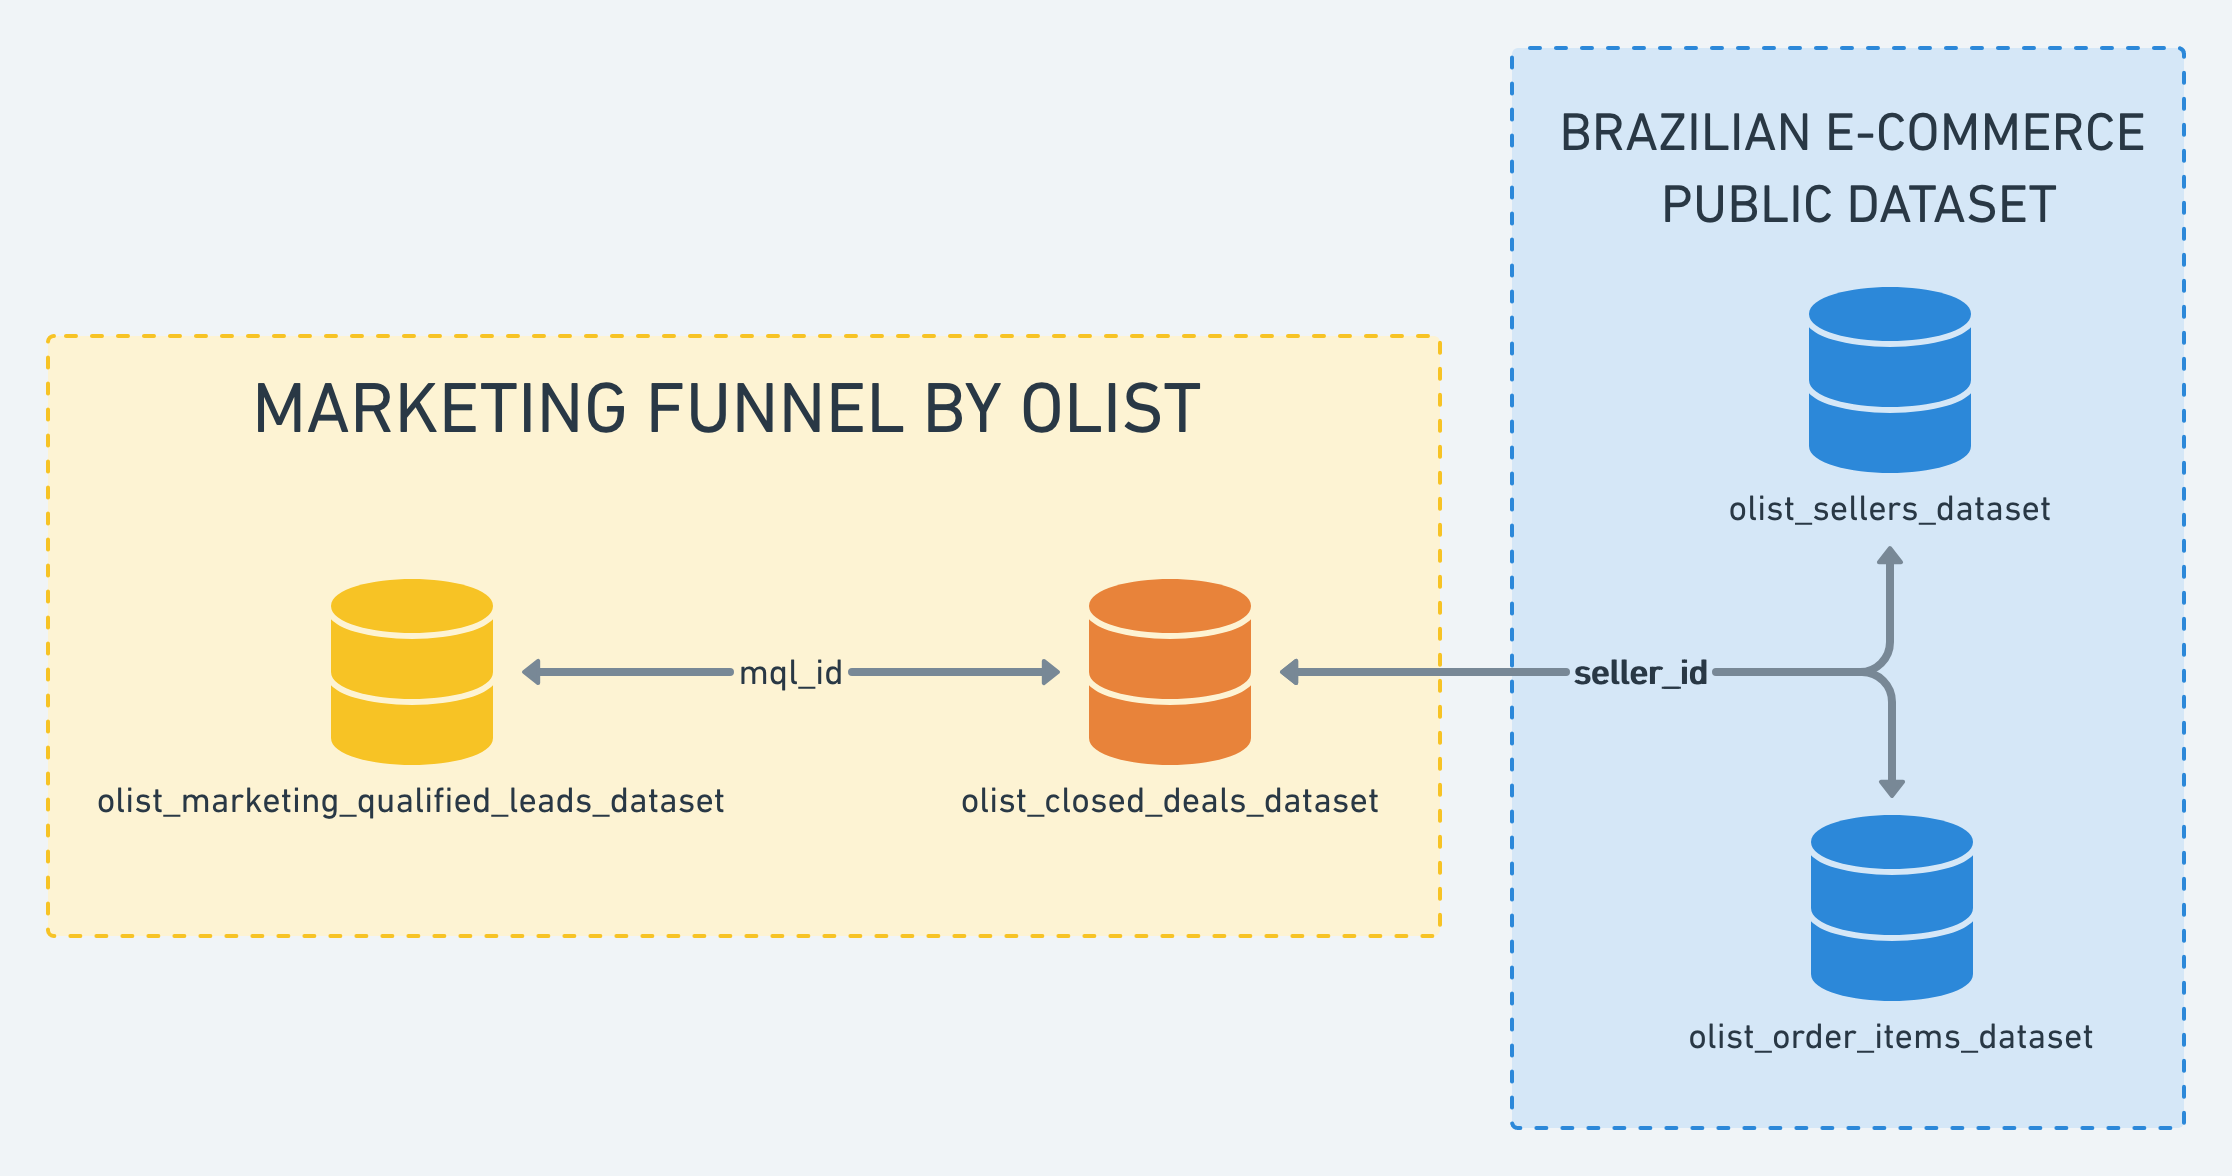 BRAZILIAN E-COMMERCE
PUBLIC DATASET
olist_sellers_dataset
MARKETING FUNNEL BY OLIST
mql_id
seller_id
olist_marketing_qualified_leads_dataset
olist_closed_deals_dataset
olist_order_items_dataset